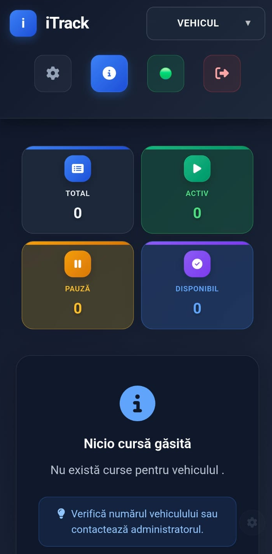 iTrack
VEHICUL
TOTAL
0
ACTIV
0
PAUZĂ
0
DISPONIBIL
0
Nicio cursă găsită
Nu există curse pentru vehiculul .
Verifică numărul vehiculului sau
contactează administratorul.